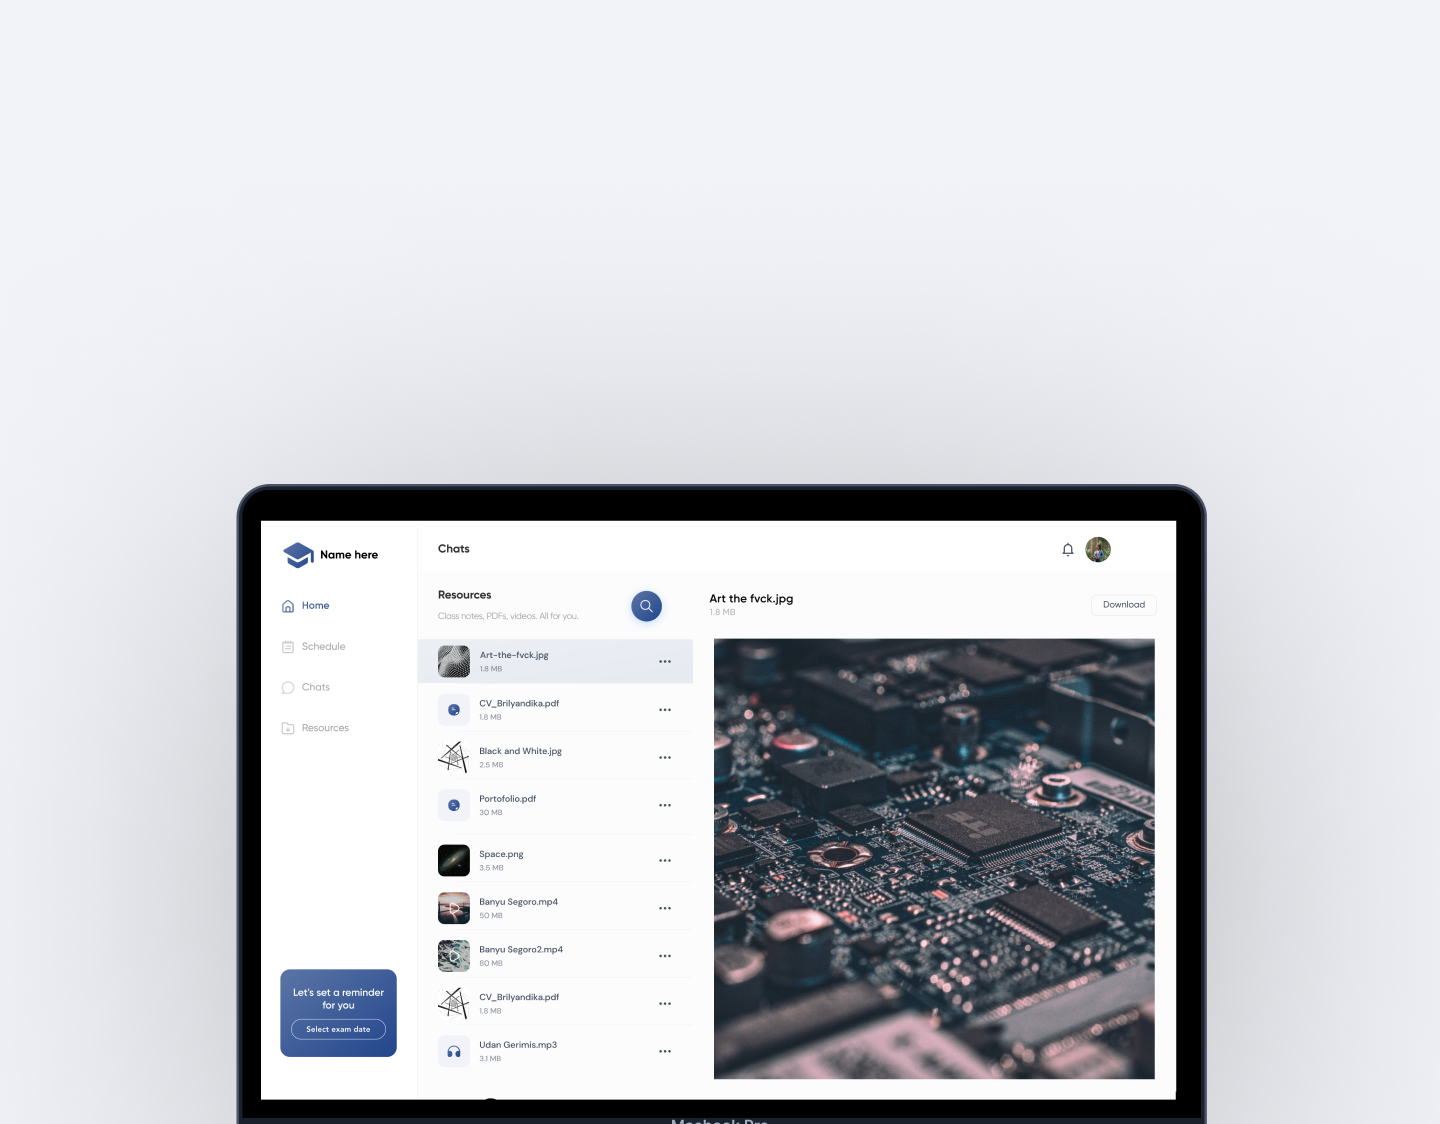 Name here
Home
Schedule
Chats
Resources
Let's set a reminder
for you
Select exam date
Chats
Resources
Class notes, PDFs, videos. All for you.
Art-the-fvck.jpg
1.8 MB
CV_Brilyandika.pdf
1.8 MB
Black and White.jpg
2.5 MB
Portofolio.pdf
30 MB
Space.png
3.5 MB
Banyu Segoro.mp4
50 MB
Banyu Segoro2.mp4
80 MB
CV_Brilyandika.pdf
1.8 MB
Udan Gerimis.mp3
3.1 MB
Art the fvck.jpg
1.8 MB
Download
Macbook Pro